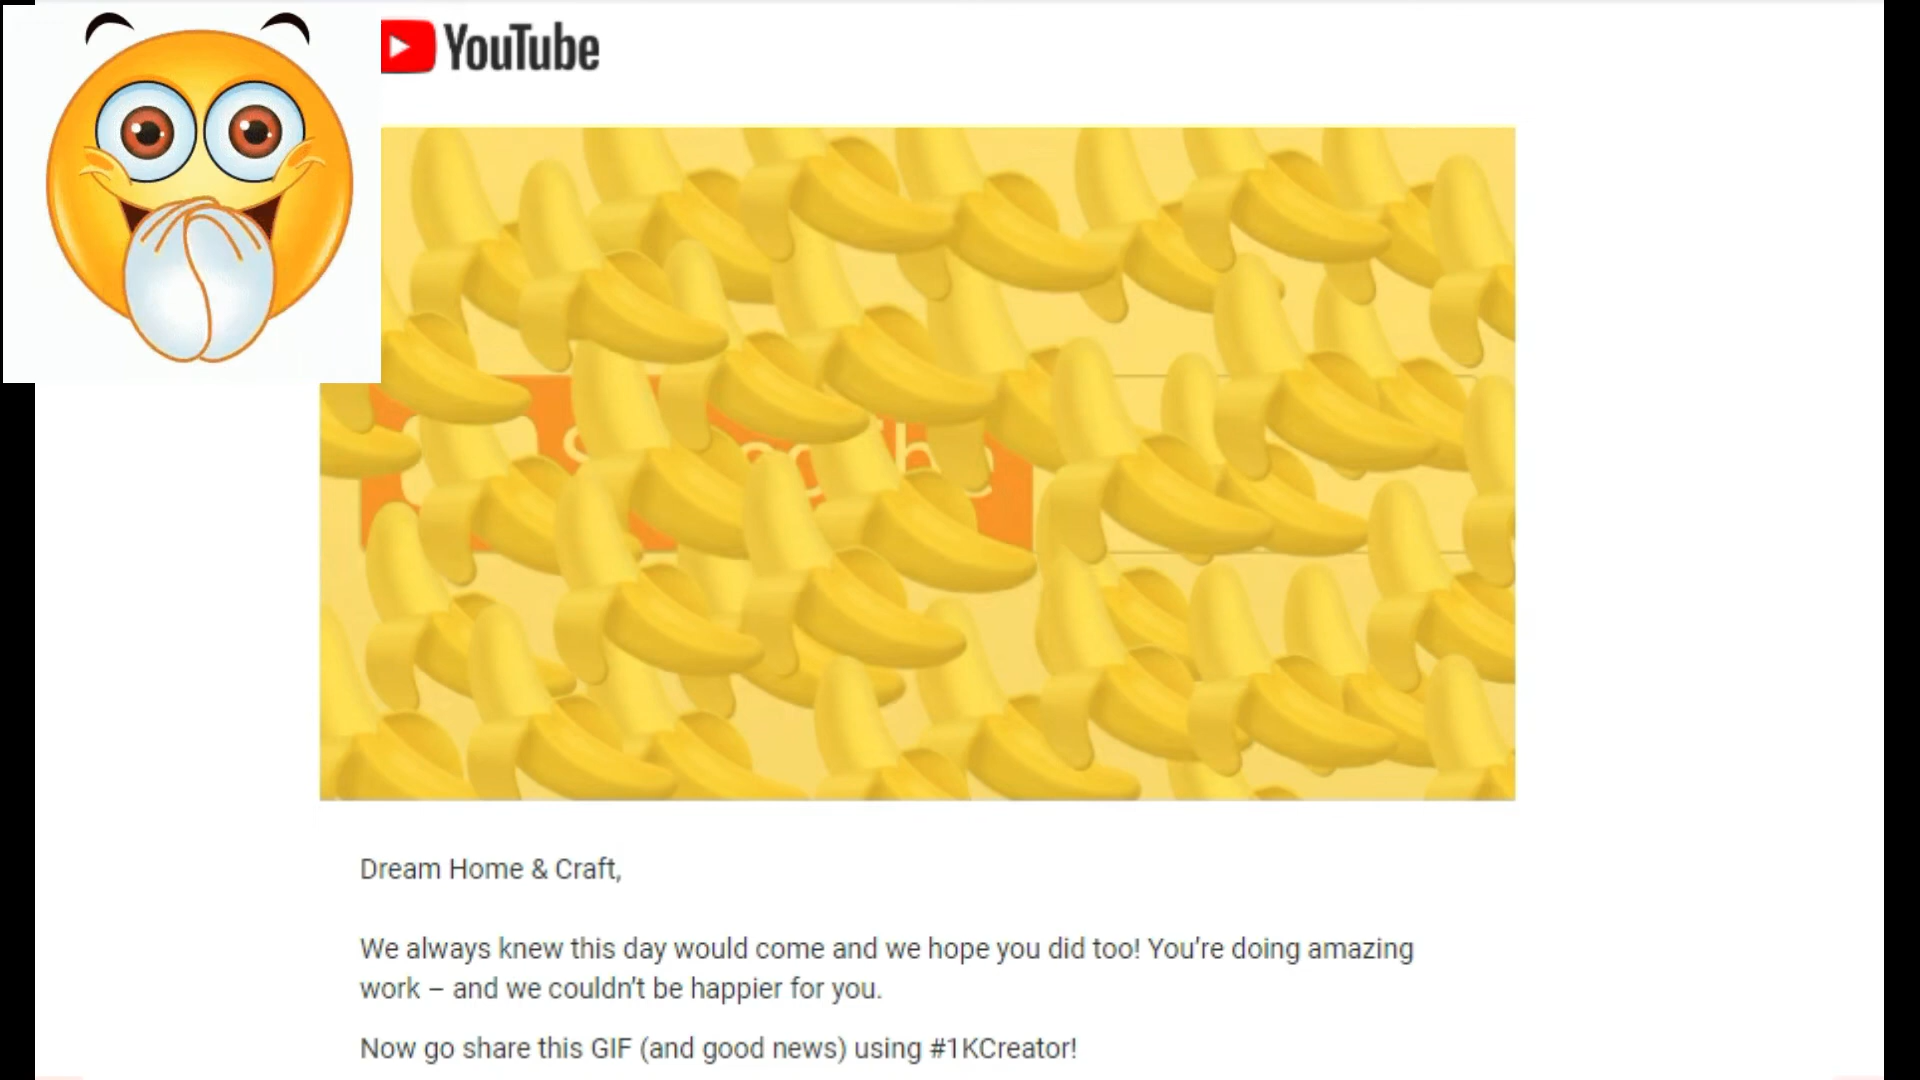 YouTube
Dream Home & Craft,
We always knew this day would come and we hope you did too! You’re doing amazing
work – and we couldn’t be happier for you.
Now go share this GIF (and good news) using #1KCreator!